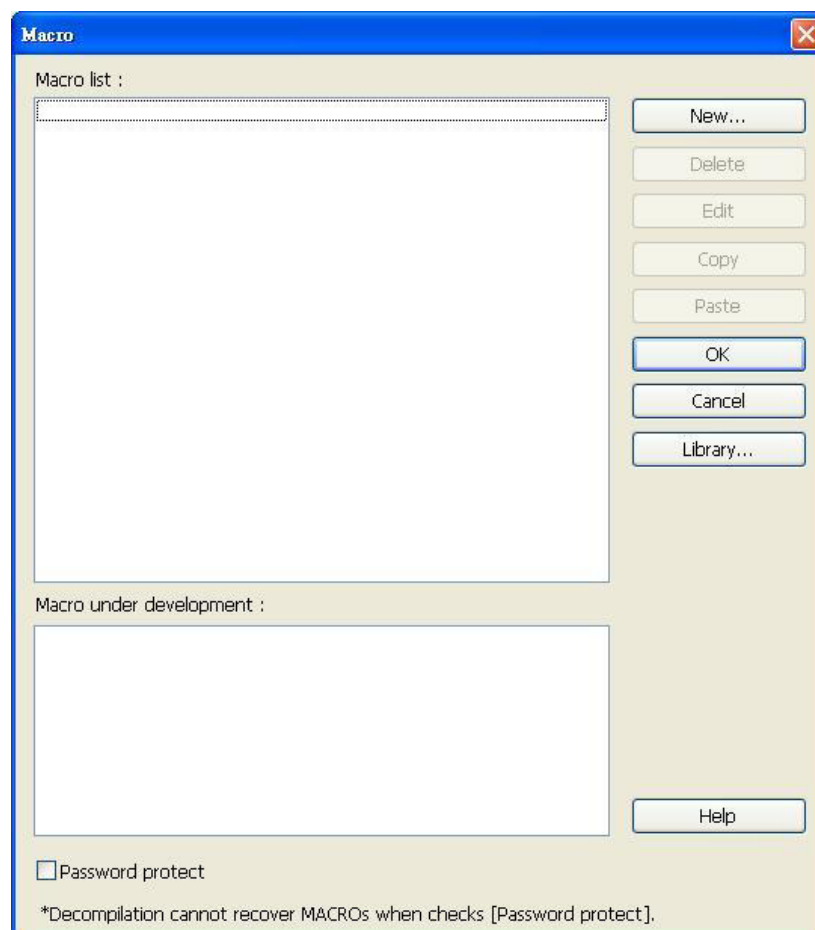 Macro
Macro list :
New...
Delete
Edit
Copy
Paste
OK
Cancel
Library...
Macro under development :
Help
Password protect
*Decompilation cannot recover MACROs when checks [Password protect].